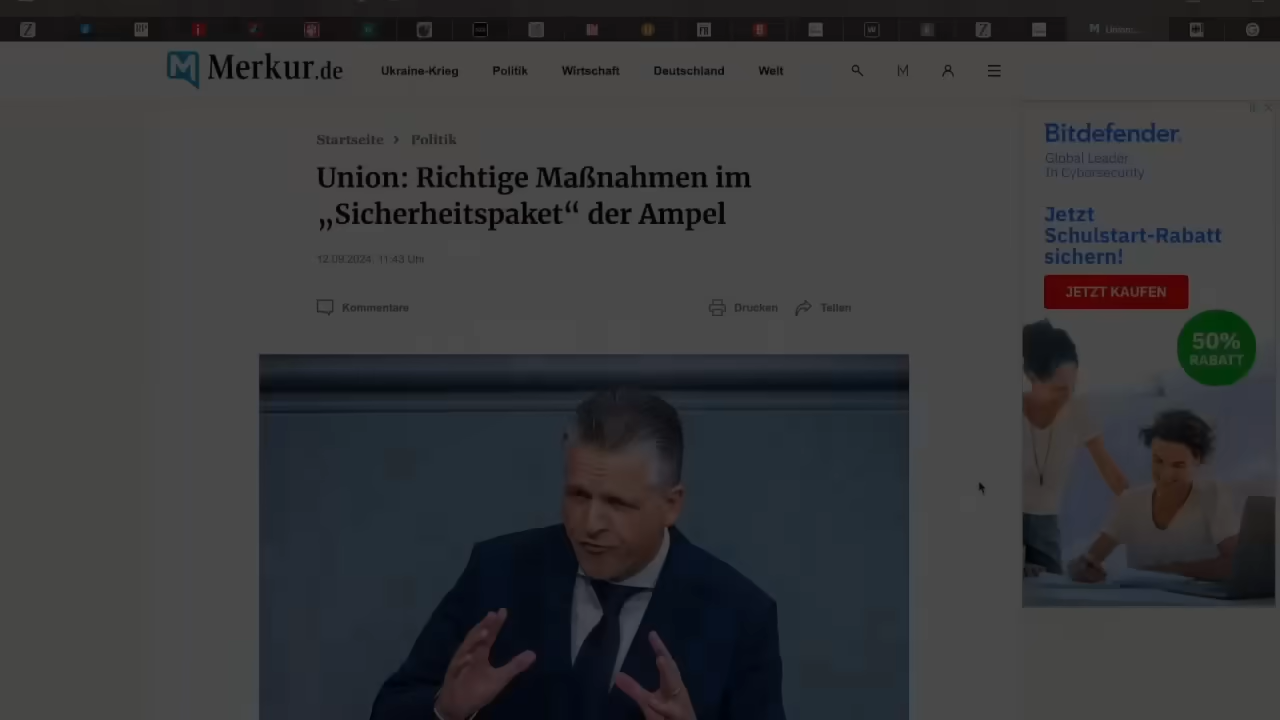 Union:...
Merkur.de
Ukraine-Krieg Politik Wirtschaft Deutschland Welt M
Startseite > Politik
Union: Richtige Maßnahmen im
„Sicherheitspaket“ der Ampel
12.09.2024, 11:43 Uhr
Kommentare Drucken Teilen
Bitdefender
Global Leader
In Cybersecurity
Jetzt
Schulstart-Rabatt
sichern!
JETZT KAUFEN
50%
RABATT